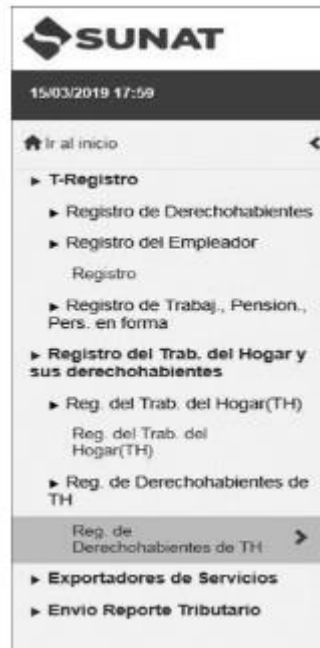 SUNAT
15/03/2019 17:59
Ir al inicio
T-Registro
Registro de Derechohabientes
Registro del Empleador
Registro
Registro de Trabaj., Pension.,
Pers. en forma
Registro del Trab. del Hogar y
sus derechohabientes
Reg. del Trab. del Hogar(TH)
Reg. del Trab. del
Hogar(TH)
Reg. de Derechohabientes de
TH
Reg. de
Derechohabientes de TH
Exportadores de Servicios
Envio Reporte Tributario